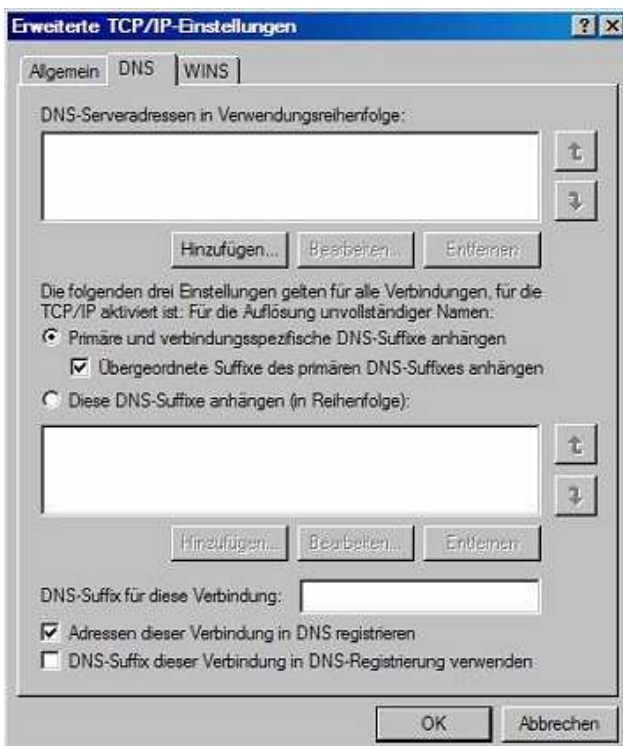 Erweiterte TCP/IP-Einstellungen
Allgemein DNS WINS
DNS-Serveradressen in Verwendungsreihenfolge:
Hinzufügen... Bearbeiten... Entfernen
Die folgenden drei Einstellungen gelten für alle Verbindungen, für die
TCP/IP aktiviert ist: Für die Auflösung unvollständiger Namen:
Primäre und verbindungsspezifische DNS-Suffixe anhängen
Übergeordnete Suffixe des primären DNS-Suffixes anhängen
Diese DNS-Suffixe anhängen (in Reihenfolge):
Hinzufügen... Bearbeiten... Entfernen
DNS-Suffix für diese Verbindung:
Adressen dieser Verbindung in DNS registrieren
DNS-Suffix dieser Verbindung in DNS-Registrierung verwenden
OK Abbrechen